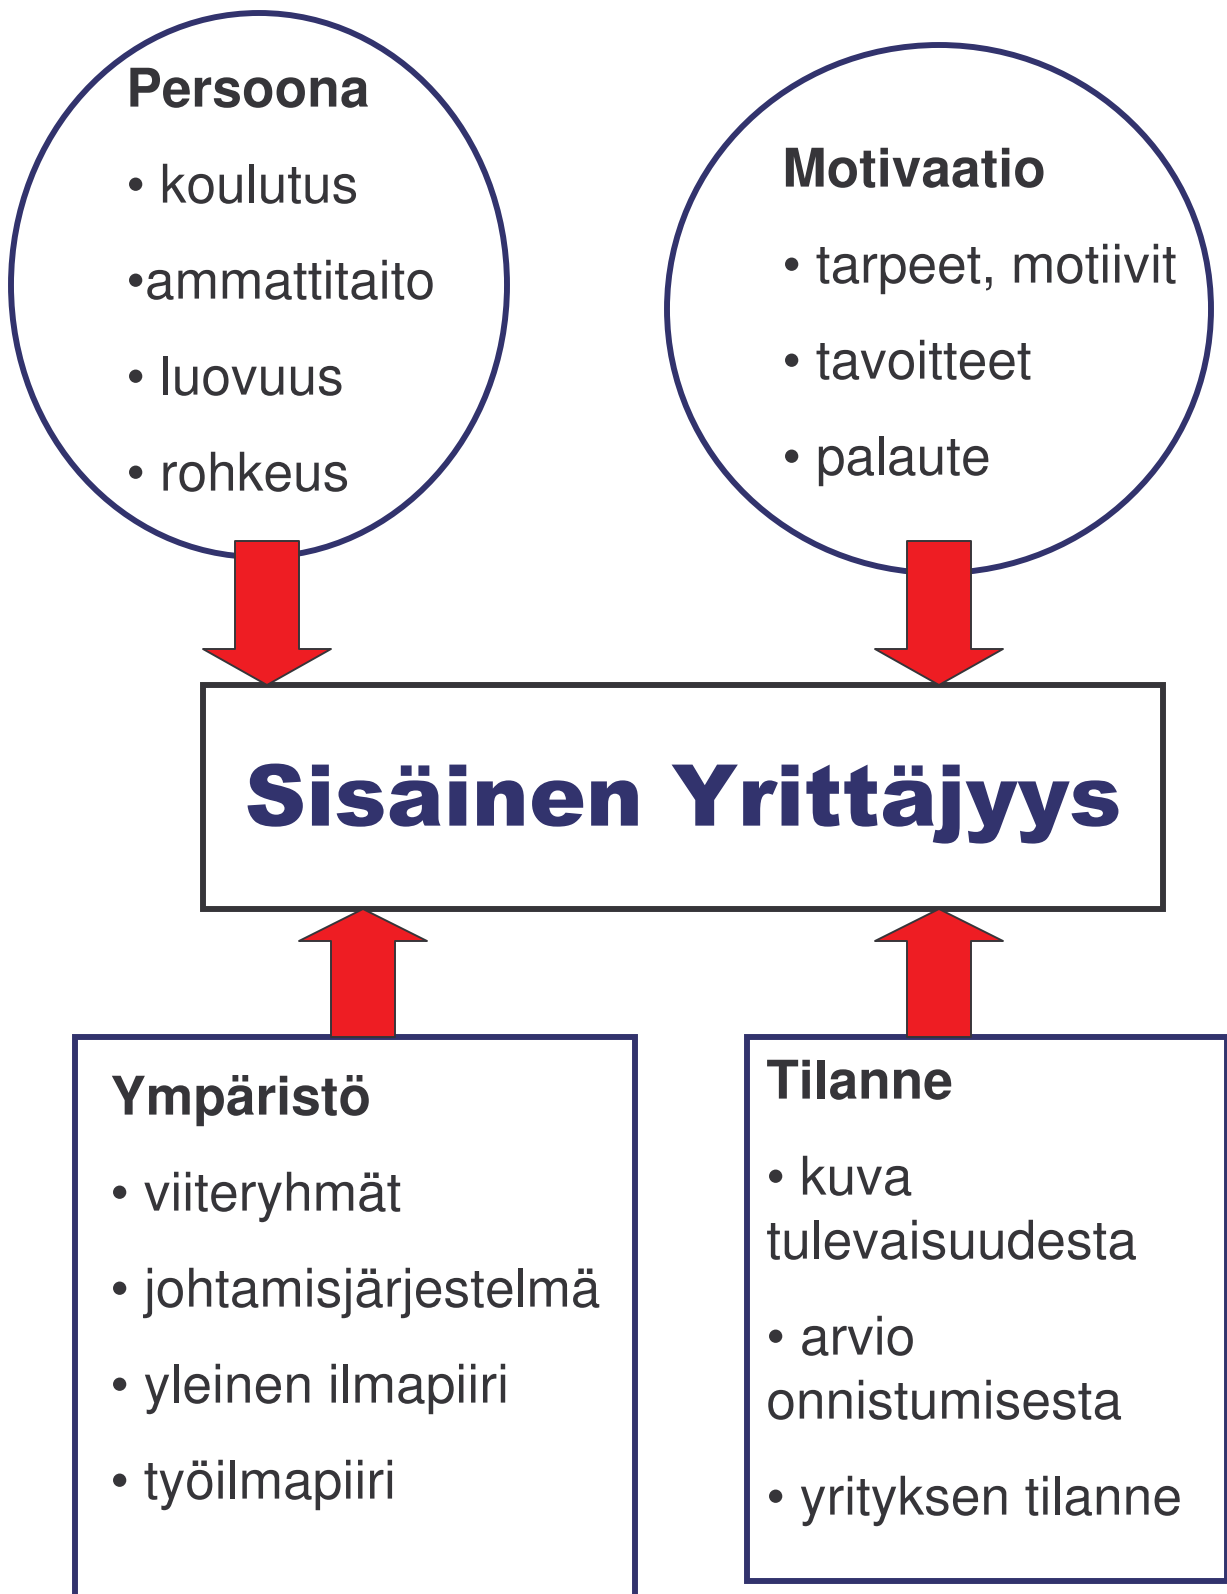 Persoona
• koulutus
•ammattitaito
• luovuus
• rohkeus
Motivaatio
• tarpeet, motiivit
• tavoitteet
• palaute
Sisäinen Yrittäjyys
Ympäristö
• viiteryhmät
• johtamisjärjestelmä
• yleinen ilmapiiri
• työilmapiiri
Tilanne
• kuva
tulevaisuudesta
• arvio
onnistumisesta
• yrityksen tilanne